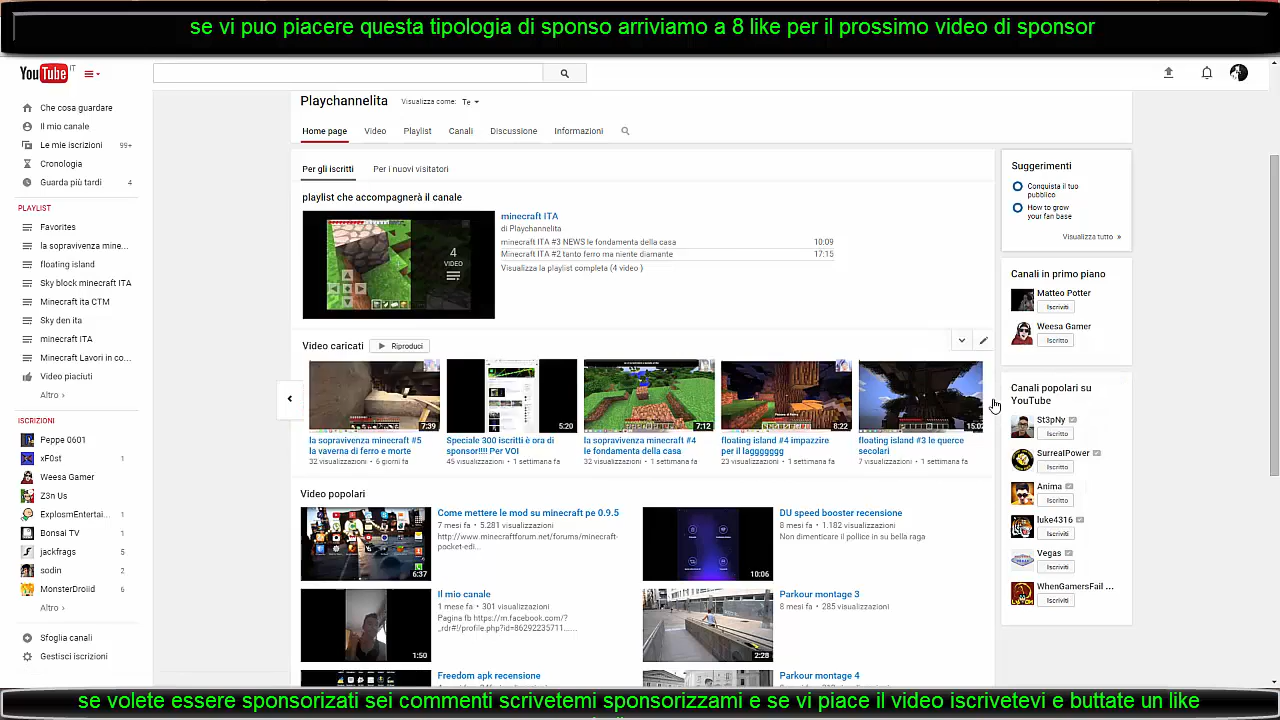 se vi puo piacere questa tipologia di sponso arriviamo a 8 like per il prossimo video di sponsor
YouTube IT
Che cosa guardare
Il mio canale
Le mie iscrizioni 99+
Cronologia
Guarda più tardi 4
PLAYLIST
Favorites
la sopravivenza mine...
floating island
Sky block minecraft ITA
Minecraft ita CTM
Sky den ita
minecraft ITA
Minecraft Lavori in co...
Video piaciuti
Altro ›
ISCRIZIONI
Peppe 0601
xF0st 1
Weesa Gamer
Z3n Us
ExplosmEntertai... 1
Bonsai TV 1
jackfrags 5
sodin 2
MonsterDroiid 6
Altro ›
Sfoglia canali
Gestisci iscrizioni
Playchannelita Visualizza come: Te
Home page Video Playlist Canali Discussione Informazioni
Per gli iscritti Per i nuovi visitatori
playlist che accompagnerà il canale
4
VIDEO
minecraft ITA
di Playchannelita
minecraft ITA #3 NEWS le fondamenta della casa 10:09
Minecraft ITA #2 tanto ferro ma niente diamante 17:15
Visualizza la playlist completa (4 video )
Video caricati Riproduci
7:39
la sopravivenza minecraft #5
la vaverna di ferro e morte
32 visualizzazioni • 6 giorni fa
5:20
Speciale 300 iscritti è ora di
sponsor!!!! Per VOI
45 visualizzazioni • 1 settimana fa
7:12
la sopravivenza minecraft #4
le fondamenta della casa
32 visualizzazioni • 1 settimana fa
8:22
floating island #4 impazzire
per il laggggggg
23 visualizzazioni • 1 settimana fa
15:02
floating island #3 le querce
secolari
7 visualizzazioni • 1 settimana fa
Video popolari
6:37
Come mettere le mod su minecraft pe 0.9.5
7 mesi fa • 5.281 visualizzazioni
http://www.minecraftforum.net/forums/minecraft-
pocket-edi...
10:06
DU speed booster recensione
8 mesi fa • 1.182 visualizzazioni
Non dimenticare il pollice in su bella raga
1:50
Il mio canale
1 mese fa • 301 visualizzazioni
Pagina fb https://m.facebook.com/?
_rdr#!/profile.php?id=86292235711......
2:28
Parkour montage 3
8 mesi fa • 285 visualizzazioni
Freedom apk recensione
Parkour montage 4
Suggerimenti
Conquista il tuo
pubblico
How to grow
your fan base
Visualizza tutto »
Canali in primo piano
Matteo Potter
Iscriviti
Weesa Gamer
Iscritto
Canali popolari su
YouTube
St3pNy
Iscritto
SurrealPower
Iscritto
Anima
Iscritto
luke4316
Iscriviti
Vegas
Iscriviti
WhenGamersFail ...
Iscriviti
se volete essere sponsorizati sei commenti scrivetemi sponsorizzami e se vi piace il video iscrivetevi e buttate un like